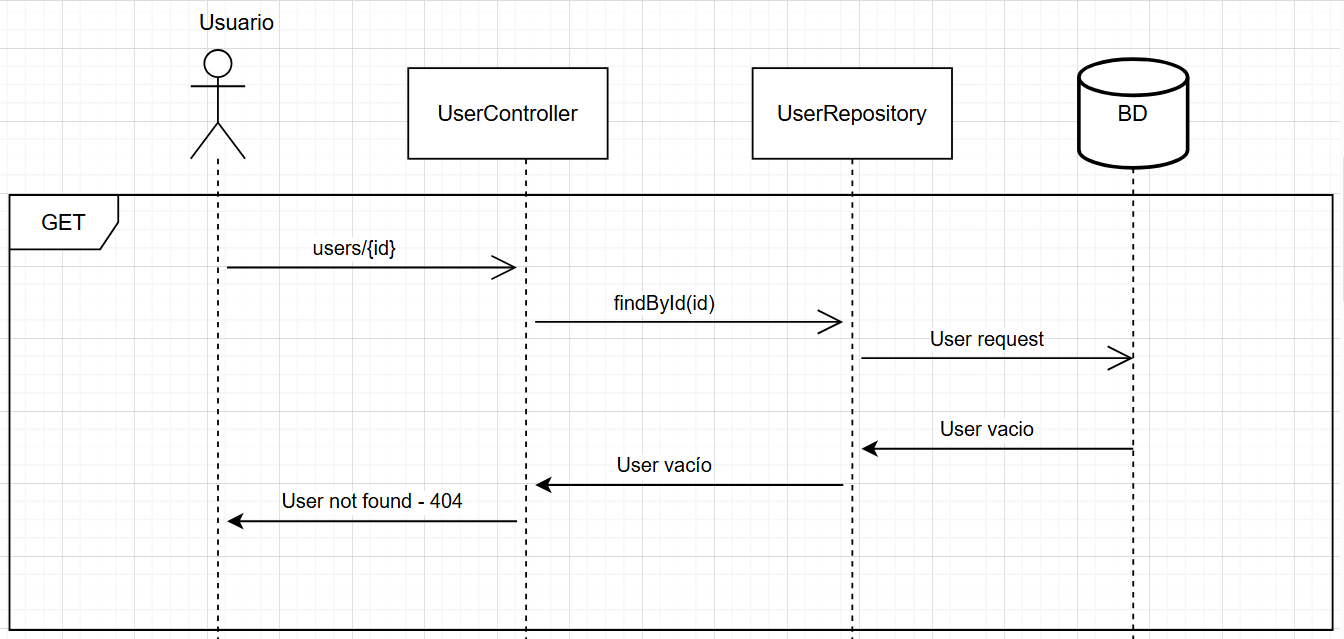 Usuario
UserController
UserRepository
BD
GET
users/{id}
findById(id)
User request
User vacio
User vacío
User not found - 404